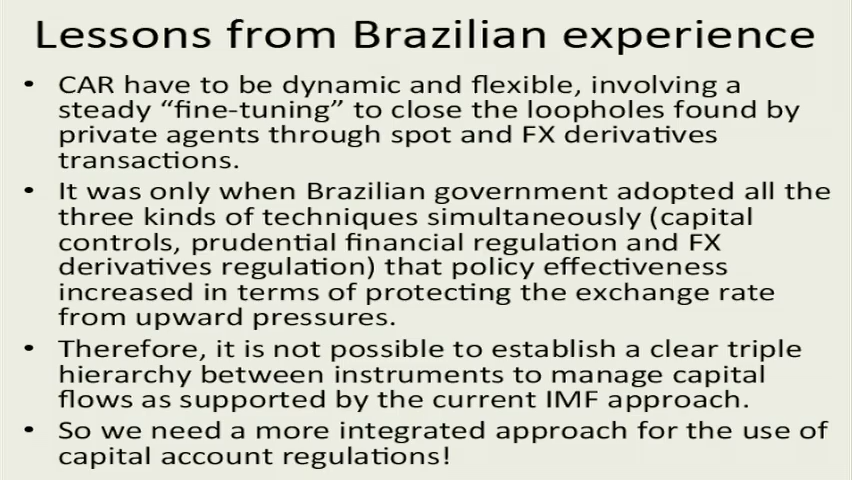 Lessons from Brazilian experience
• CAR have to be dynamic and flexible, involving a
steady “fine-tuning” to close the loopholes found by
private agents through spot and FX derivatives
transactions.
• It was only when Brazilian government adopted all the
three kinds of techniques simultaneously (capital
controls, prudential financial regulation and FX
derivatives regulation) that policy effectiveness
increased in terms of protecting the exchange rate
from upward pressures.
• Therefore, it is not possible to establish a clear triple
hierarchy between instruments to manage capital
flows as supported by the current IMF approach.
• So we need a more integrated approach for the use of
capital account regulations!